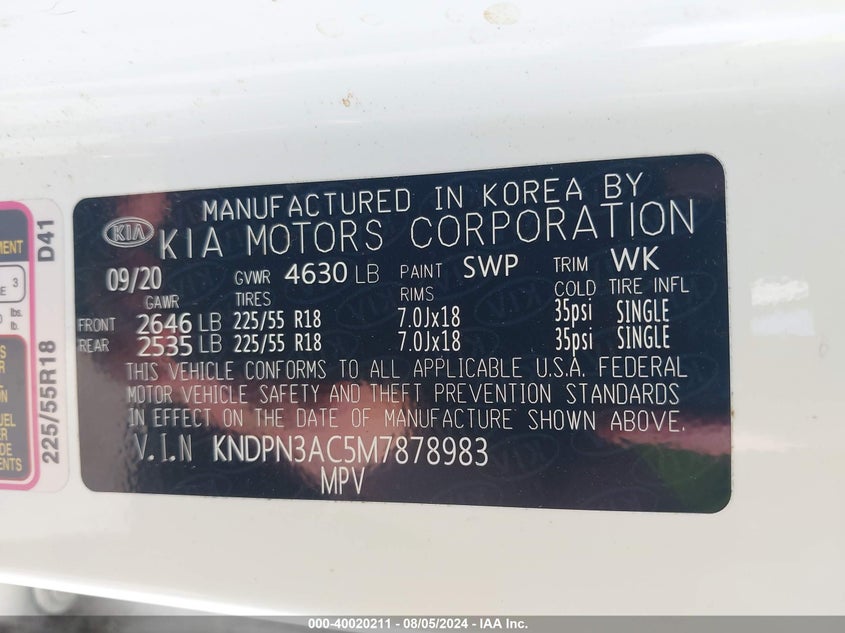 MANUFACTURED IN KOREA BY
KIA KIA MOTORS CORPORATION
09/20 GVWR 4630 LB PAINT SWP TRIM WK
GAWR TIRES RIMS COLD TIRE INFL
FRONT 2646 LB 225/55 R18 7.0Jx18 35psi SINGLE
REAR 2535 LB 225/55 R18 7.0Jx18 35psi SINGLE
THIS VEHICLE CONFORMS TO ALL APPLICABLE U.S.A. FEDERAL
MOTOR VEHICLE SAFETY AND THEFT PREVENTION STANDARDS
IN EFFECT ON THE DATE OF MANUFACTURE SHOWN ABOVE.
V.I.N KNDPN3AC5M7878983
MPV
225/55R18 D41
3
lbs.
lb.
000-40020211 - 08/05/2024 - IAA Inc.